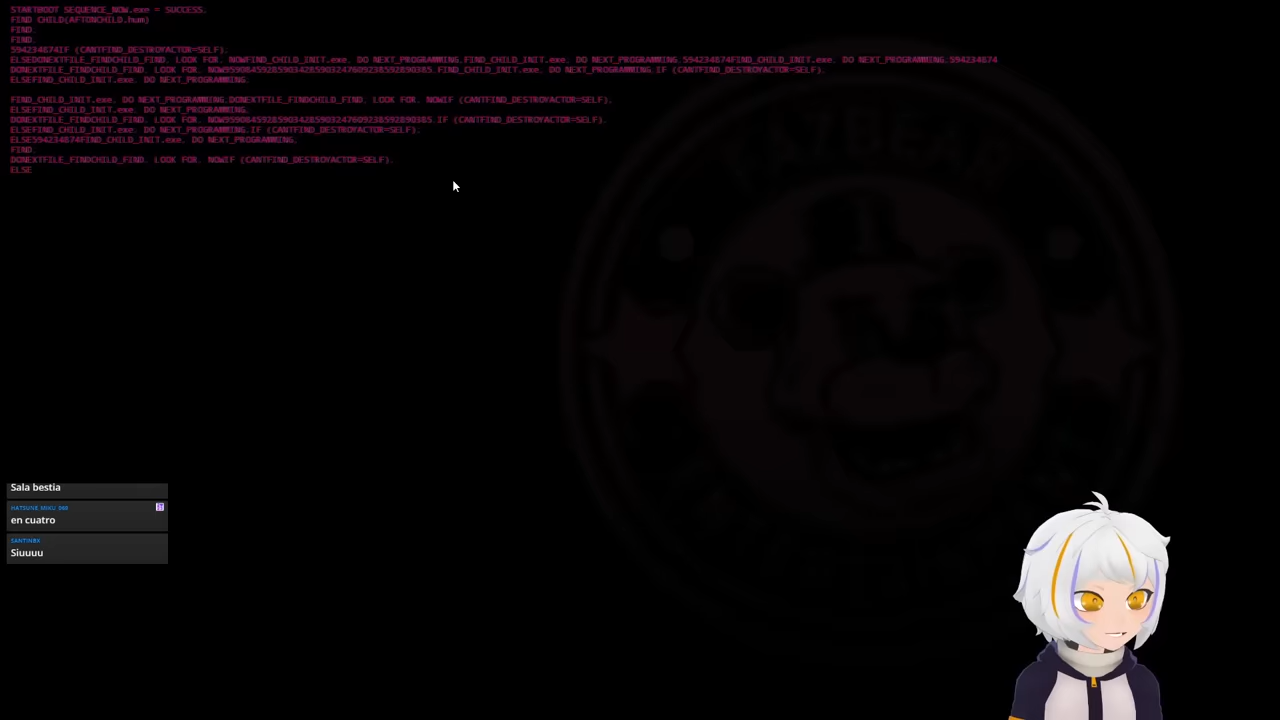 STARTBOOT SEQUENCE_NOW.exe = SUCCESS.
FIND CHILD(AFTONCHILD.hum)
FIND.
FIND.
594234874IF (CANTFIND_DESTROYACTOR=SELF).
ELSEDONEXTFILE_FINDCHILD_FIND. LOOK FOR. NOWFIND_CHILD_INIT.exe. DO NEXT_PROGRAMMING.FIND_CHILD_INIT.exe. DO NEXT_PROGRAMMING.594234874FIND_CHILD_INIT.exe. DO NEXT_PROGRAMMING.594234874
DONEXTFILE_FINDCHILD_FIND. LOOK FOR. NOW959084592859034285903247609238592890385.FIND_CHILD_INIT.exe. DO NEXT_PROGRAMMING.IF (CANTFIND_DESTROYACTOR=SELF).
ELSEFIND_CHILD_INIT.exe. DO NEXT_PROGRAMMING.
FIND_CHILD_INIT.exe. DO NEXT_PROGRAMMING.DONEXTFILE_FINDCHILD_FIND. LOOK FOR. NOWIF (CANTFIND_DESTROYACTOR=SELF).
ELSEFIND_CHILD_INIT.exe. DO NEXT_PROGRAMMING.
DONEXTFILE_FINDCHILD_FIND. LOOK FOR. NOW959084592859034285903247609238592890385.IF (CANTFIND_DESTROYACTOR=SELF).
ELSEFIND_CHILD_INIT.exe. DO NEXT_PROGRAMMING.IF (CANTFIND_DESTROYACTOR=SELF).
ELSE594234874FIND_CHILD_INIT.exe. DO NEXT_PROGRAMMING.
FIND.
DONEXTFILE_FINDCHILD_FIND. LOOK FOR. NOWIF (CANTFIND_DESTROYACTOR=SELF).
ELSE
Sala bestia
en cuatro
SANTINBX
Siuuuu